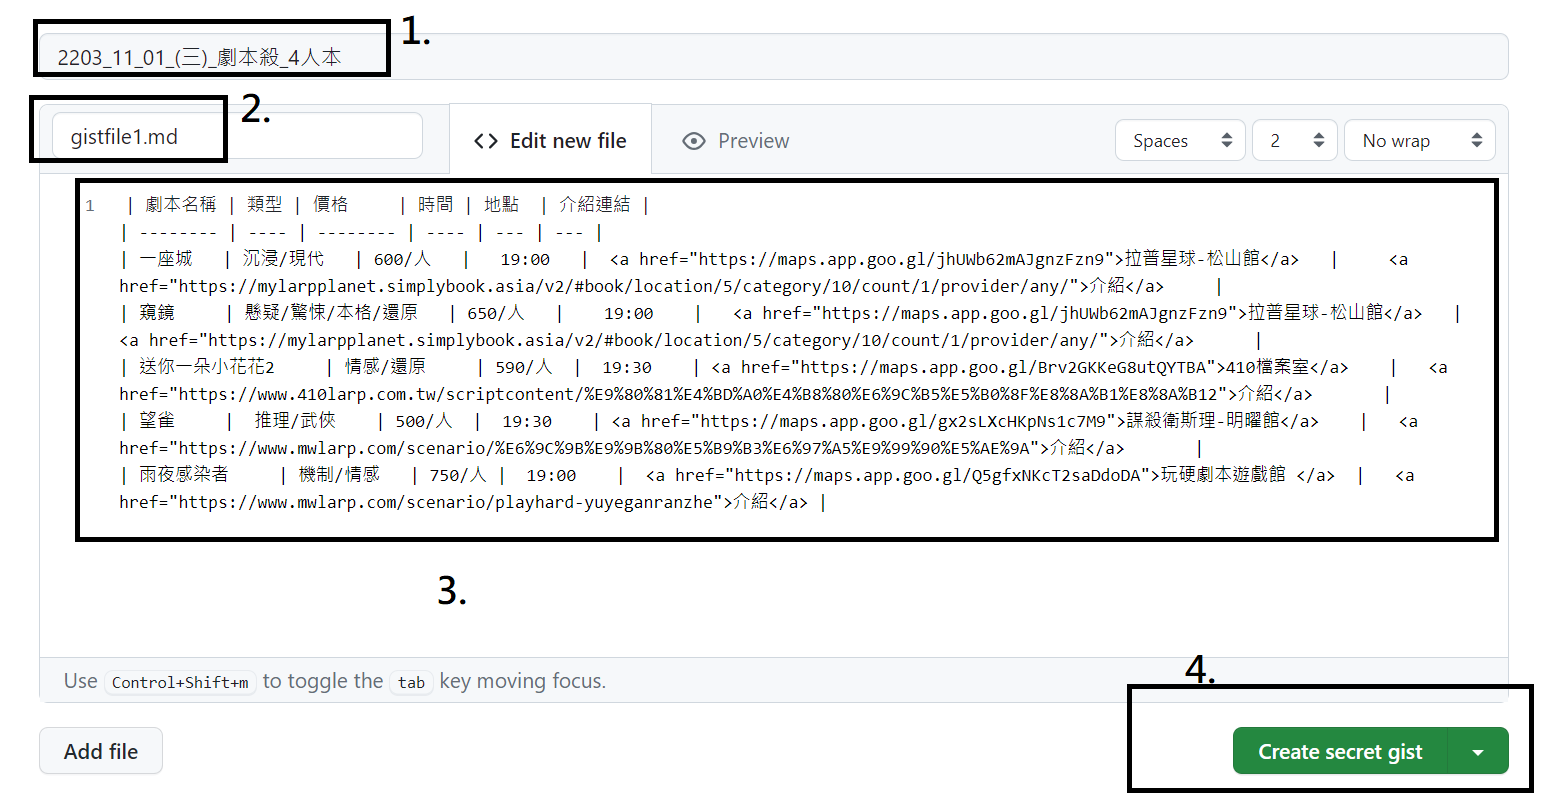 1.
2203_11_01_(三)_劇本殺_4人本
2.
gistfile1.md
<> Edit new file
Preview
Spaces
2
No wrap
1 | 劇本名稱 | 類型 | 價格 | 時間 | 地點 | 介紹連結 |
| -------- | ---- | -------- | ---- | --- | --- |
| 一座城 | 沉浸/現代 | 600/人 | 19:00 | <a href="https://maps.app.goo.gl/jhUWb62mAJgnzFzn9">拉普星球-松山館</a> | <a
href="https://mylarpplanet.simplybook.asia/v2/#book/location/5/category/10/count/1/provider/any/">介紹</a> |
| 窺鏡 | 懸疑/驚悚/本格/還原 | 650/人 | 19:00 | <a href="https://maps.app.goo.gl/jhUWb62mAJgnzFzn9">拉普星球-松山館</a> |
<a href="https://mylarpplanet.simplybook.asia/v2/#book/location/5/category/10/count/1/provider/any/">介紹</a> |
| 送你一朵小花花2 | 情感/還原 | 590/人 | 19:30 | <a href="https://maps.app.goo.gl/Brv2GKKeG8utQYTBA">410檔案室</a> | <a
href="https://www.410larp.com.tw/scriptcontent/%E9%80%81%E4%BD%A0%E4%B8%80%E6%9C%B5%E5%B0%8F%E8%8A%B1%E8%8A%B12">介紹</a> |
| 望雀 | 推理/武俠 | 500/人 | 19:30 | <a href="https://maps.app.goo.gl/gx2sLXcHKpNs1c7M9">謀殺衛斯理-明曜館</a> | <a
href="https://www.mwlarp.com/scenario/%E6%9C%9B%E9%9B%80%E5%B9%B3%E6%97%A5%E9%99%90%E5%AE%9A">介紹</a> |
| 雨夜感染者 | 機制/情感 | 750/人 | 19:00 | <a href="https://maps.app.goo.gl/Q5gfxNKcT2saDdoDA">玩硬劇本遊戲館 </a> | <a
href="https://www.mwlarp.com/scenario/playhard-yuyeganranzhe">介紹</a> |
3.
Use Control+Shift+m to toggle the tab key moving focus.
4.
Add file
Create secret gist